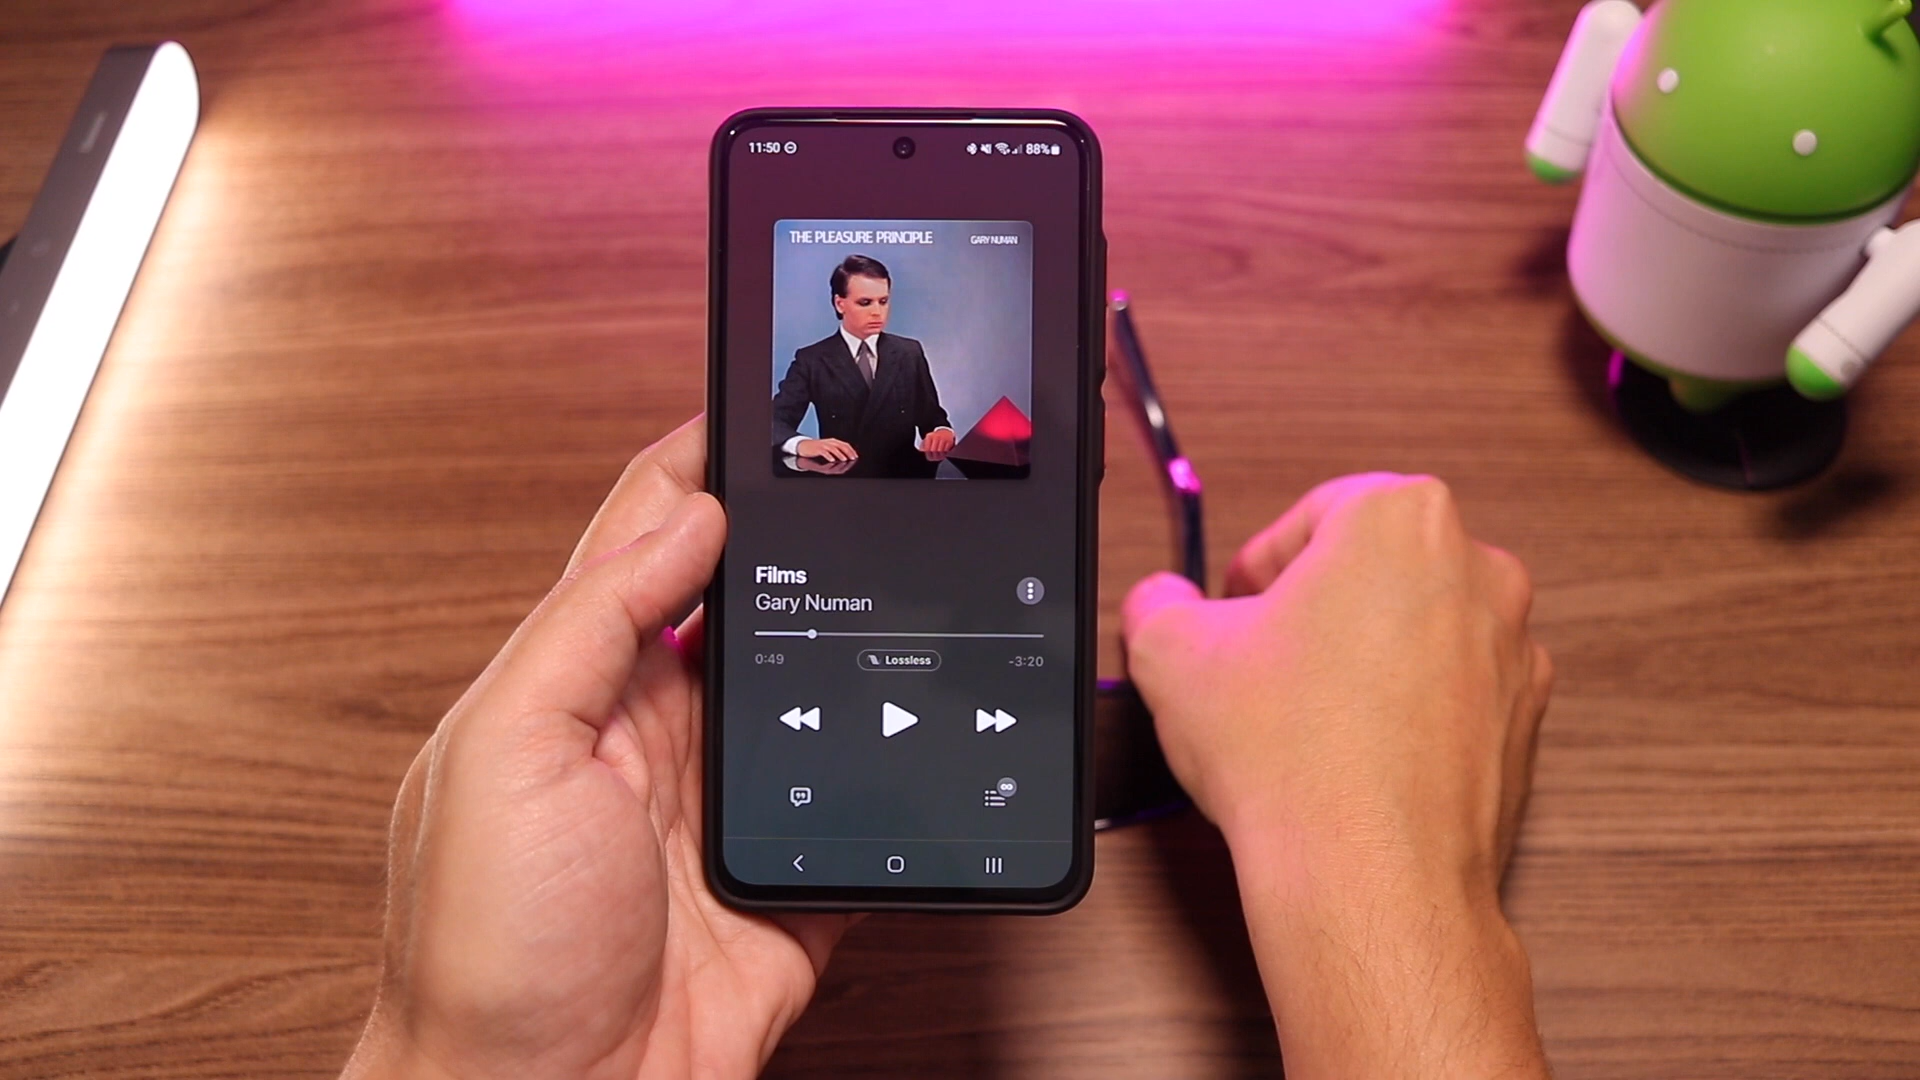 11:50 88%
THE PLEASURE PRINCIPLE GARY NUMAN
Films
Gary Numan
0:49 Lossless -3:20